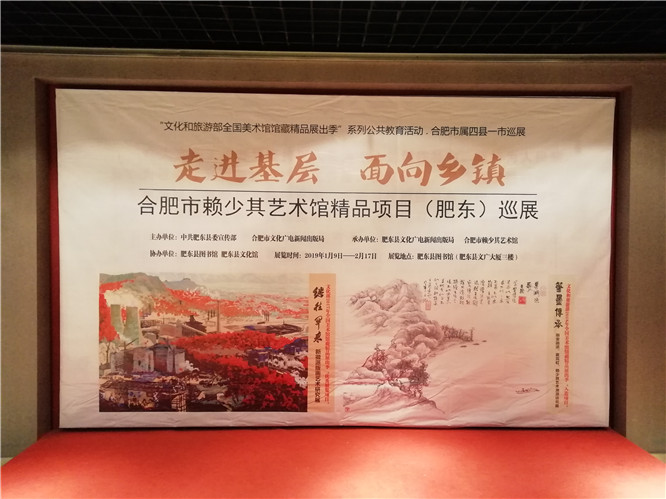 “文化和旅游部全国美术馆馆藏精品展出季”系列公共教育活动.合肥市属四县一市巡展
走进基层 面向乡镇
合肥市赖少其艺术馆精品项目（肥东）巡展
主办单位：中共肥东县委宣传部 合肥市文化广电新闻出版局 承办单位：肥东县文化广电新闻出版局 合肥市赖少其艺术馆
协办单位：肥东县图书馆 肥东县文化馆 展览时间：2019年1月9日——2月17日 展览地点：肥东县图书馆（肥东县文广大厦三楼）
继往开来
翰墨传承